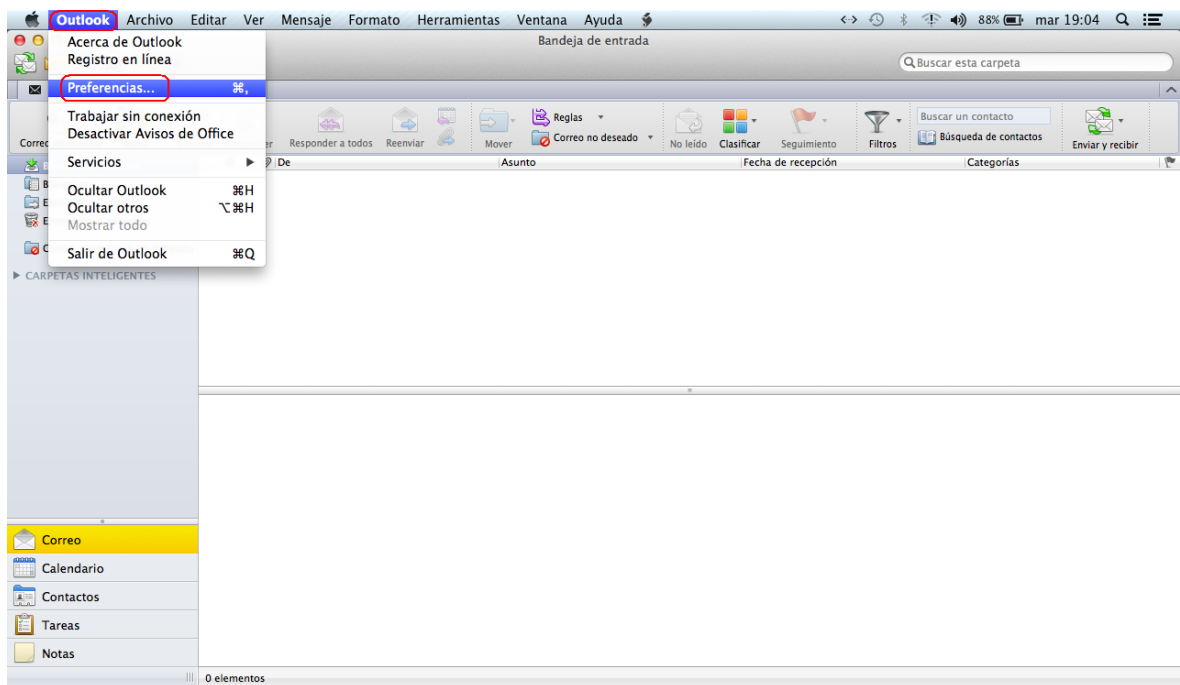 Outlook Archivo Editar Ver Mensaje Formato Herramientas Ventana Ayuda 88% mar 19:04
Bandeja de entrada
Acerca de Outlook
Registro en línea
Preferencias... ⌘,
Trabajar sin conexión
Desactivar Avisos de Office
Servicios
Ocultar Outlook ⌘H
Ocultar otros ⌥⌘H
Mostrar todo
Salir de Outlook ⌘Q
Buscar esta carpeta
Responder a todos Reenviar Mover Reglas Correo no deseado No leído Clasificar Seguimiento Filtros
Buscar un contacto
Búsqueda de contactos
Enviar y recibir
De Asunto Fecha de recepción Categorías
CARPETAS INTELIGENTES
Correo
Calendario
Contactos
Tareas
Notas
0 elementos